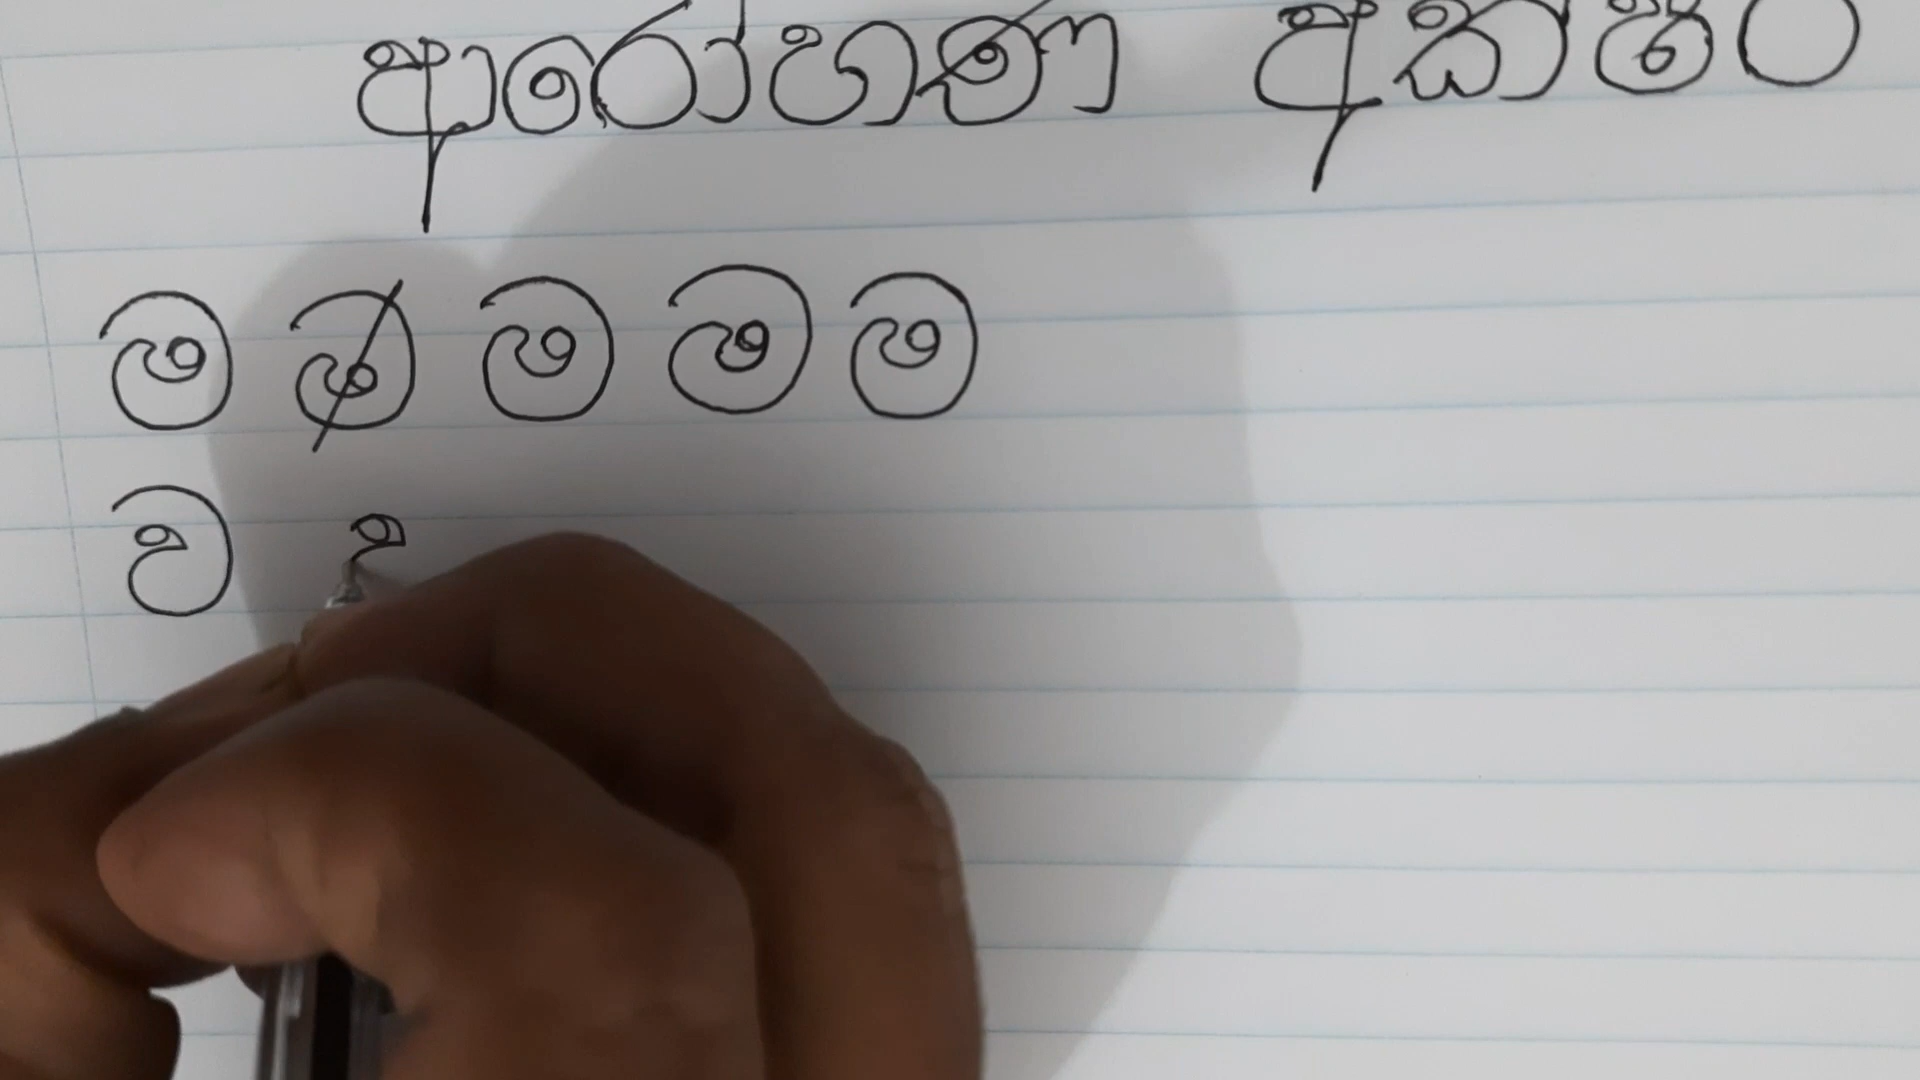 ආරෝහණ අක්ෂර
ම ම ම ම ම
ව